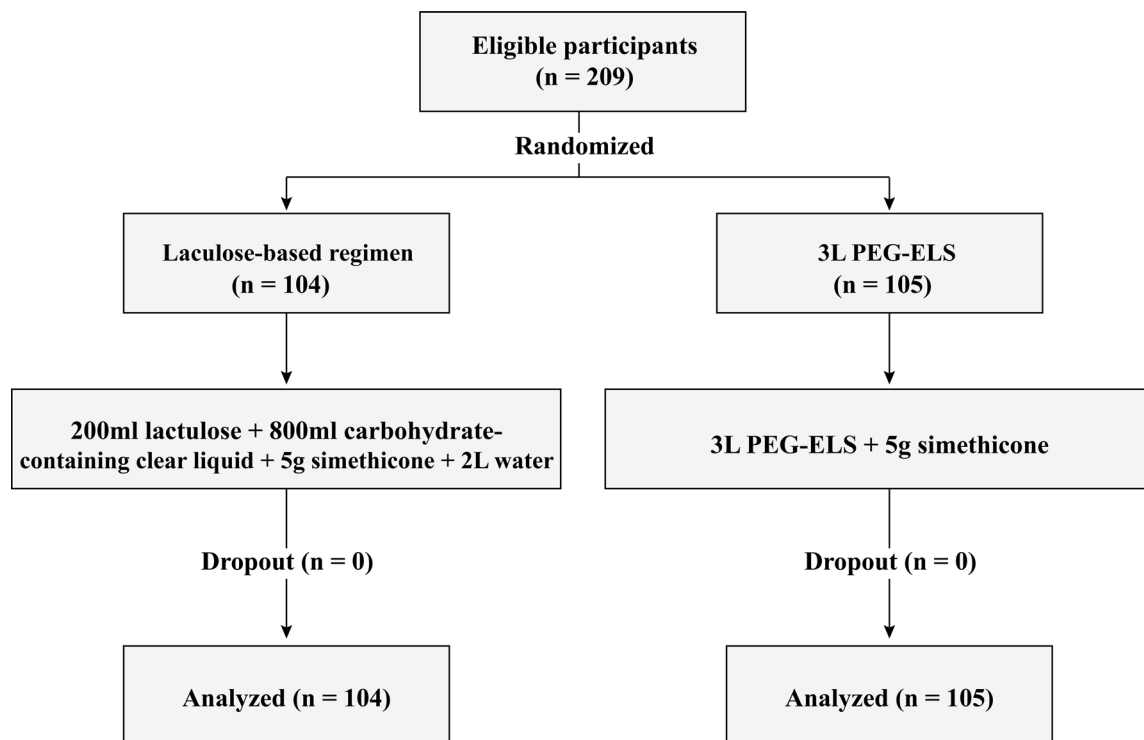 Eligible participants
(n = 209)
Randomized
Laculose-based regimen
(n = 104)
3L PEG-ELS
(n = 105)
200ml lactulose + 800ml carbohydrate-
containing clear liquid + 5g simethicone + 2L water
3L PEG-ELS + 5g simethicone
Dropout (n = 0)
Dropout (n = 0)
Analyzed (n = 104)
Analyzed (n = 105)